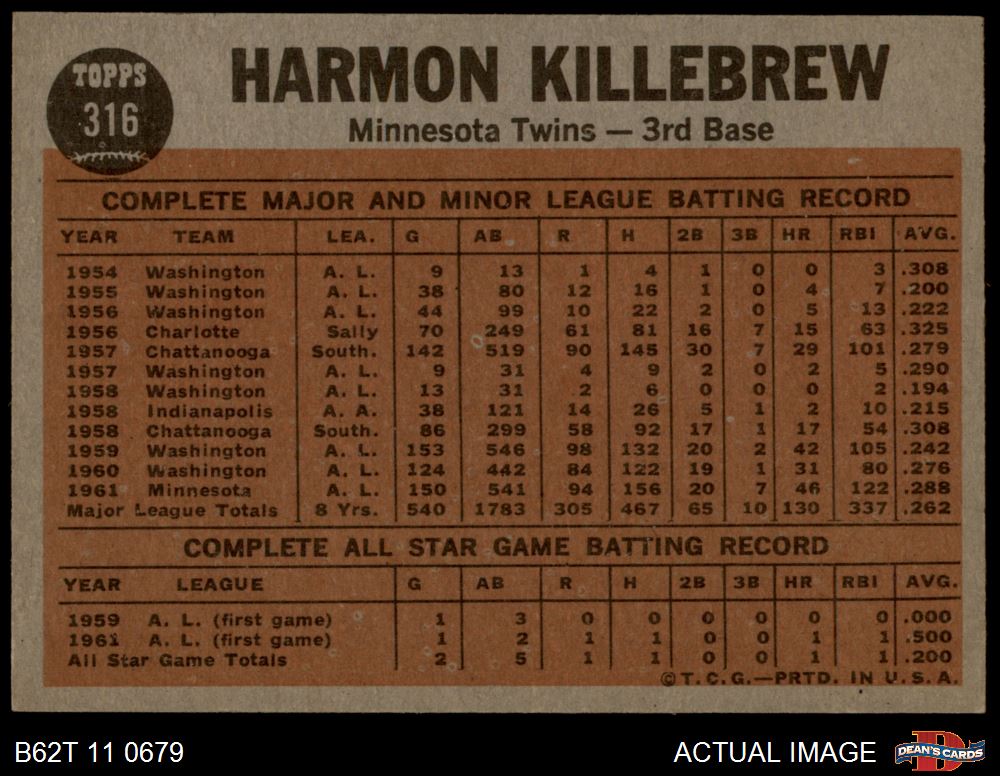 TOPPS
316
HARMON KILLEBREW
Minnesota Twins — 3rd Base
COMPLETE MAJOR AND MINOR LEAGUE BATTING RECORD
YEAR TEAM LEA. G AB R H 2B 3B HR RBI AVG.
1954 Washington A. L. 9 13 1 4 1 0 0 3 .308
1955 Washington A. L. 38 80 12 16 1 0 4 7 .200
1956 Washington A. L. 44 99 10 22 2 0 5 13 .222
1956 Charlotte Sally 70 249 61 81 16 7 15 63 .325
1957 Chattanooga South. 142 519 90 145 30 7 29 101 .279
1957 Washington A. L. 9 31 4 9 2 0 2 5 .290
1958 Washington A. L. 13 31 2 6 0 0 0 2 .194
1958 Indianapolis A. A. 38 121 14 26 5 1 2 10 .215
1958 Chattanooga South. 86 299 58 92 17 1 17 54 .308
1959 Washington A. L. 153 546 98 132 20 2 42 105 .242
1960 Washington A. L. 124 442 84 122 19 1 31 80 .276
1961 Minnesota A. L. 150 541 94 156 20 7 46 122 .288
Major League Totals 8 Yrs. 540 1783 305 467 65 10 130 337 .262
COMPLETE ALL STAR GAME BATTING RECORD
YEAR LEAGUE G AB R H 2B 3B HR RBI AVG.
1959 A. L. (first game) 1 3 0 0 0 0 0 0 .000
1961 A. L. (first game) 1 2 1 1 0 0 1 1 .500
All Star Game Totals 2 5 1 1 0 0 1 1 .200
©T.C.G.—PRTD. IN U.S.A.
B62T 11 0679
ACTUAL IMAGE
DEAN'S CARDS